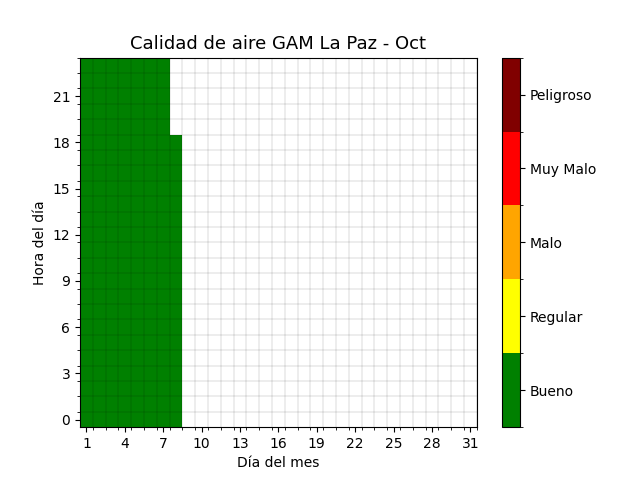 Calidad de aire GAM La Paz - Oct
Hora del día
21
18
15
12
9
6
3
0
1 4 7 10 13 16 19 22 25 28 31
Día del mes
Peligroso
Muy Malo
Malo
Regular
Bueno